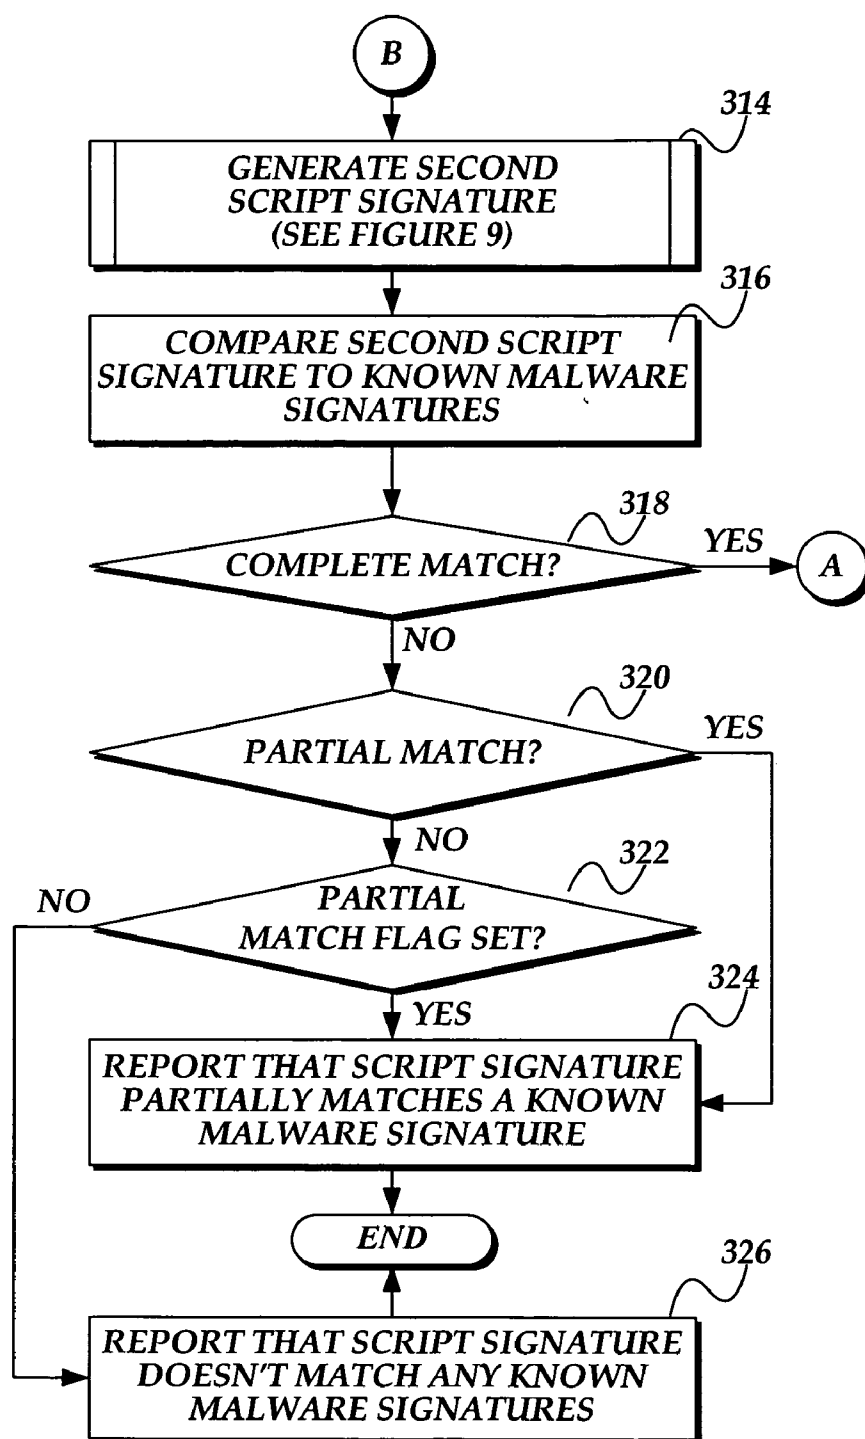 B
314
GENERATE SECOND
SCRIPT SIGNATURE
(SEE FIGURE 9)
316
COMPARE SECOND SCRIPT
SIGNATURE TO KNOWN MALWARE
SIGNATURES
318
COMPLETE MATCH?
YES
A
NO
320
PARTIAL MATCH?
YES
NO
322
PARTIAL
MATCH FLAG SET?
NO
YES
324
REPORT THAT SCRIPT SIGNATURE
PARTIALLY MATCHES A KNOWN
MALWARE SIGNATURE
END
326
REPORT THAT SCRIPT SIGNATURE
DOESN'T MATCH ANY KNOWN
MALWARE SIGNATURES